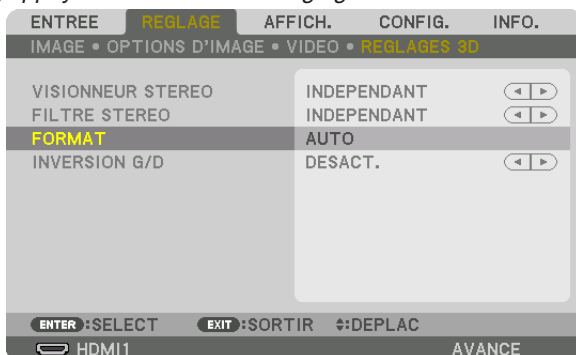 ENTREE REGLAGE AFFICH. CONFIG. INFO.
IMAGE • OPTIONS D'IMAGE • VIDEO • REGLAGES 3D
VISIONNEUR STEREO INDEPENDANT
FILTRE STEREO INDEPENDANT
FORMAT AUTO
INVERSION G/D DESACT.
ENTER :SELECT EXIT :SORTIR :DEPLAC
HDMI1 AVANCE